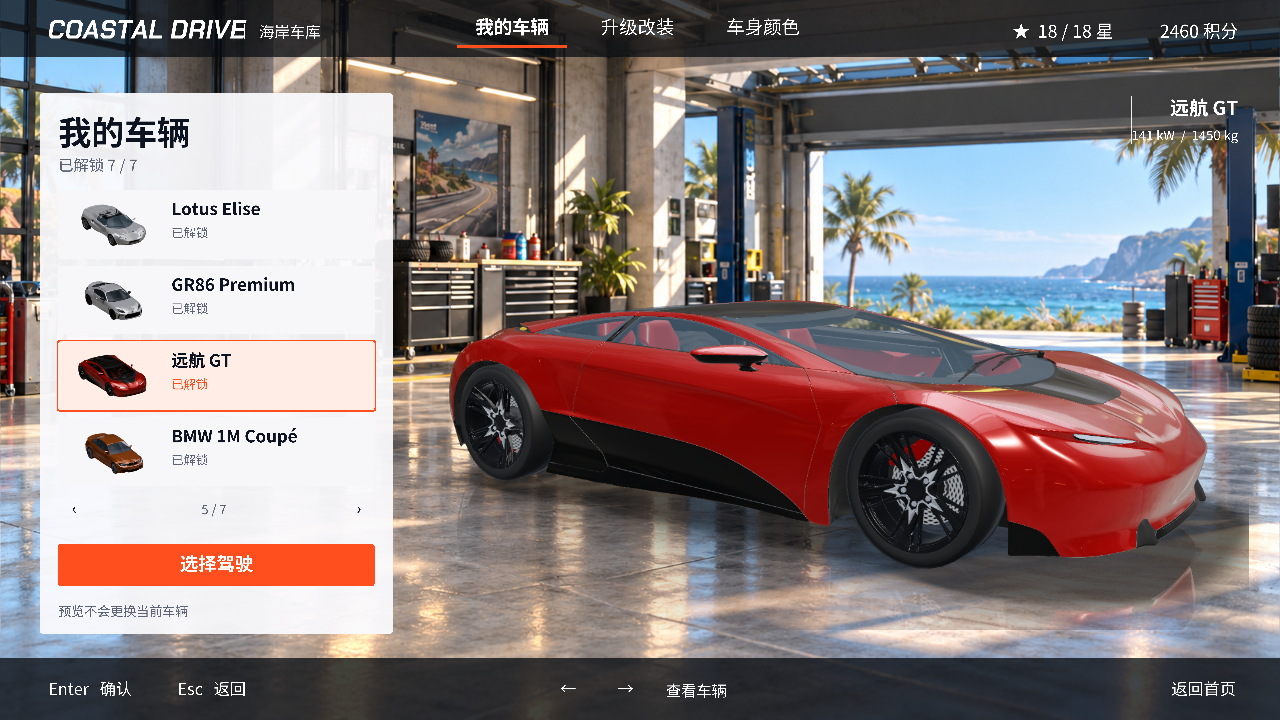 COASTAL DRIVE 海岸车库
我的车辆
升级改装
车身颜色
★ 18 / 18 星
2460 积分
远航 GT
141 kW / 1450 kg
我的车辆
已解锁 7 / 7
Lotus Elise
已解锁
GR86 Premium
已解锁
远航 GT
已解锁
BMW 1M Coupé
已解锁
‹ 5 / 7 ›
选择驾驶
预览不会更换当前车辆
Enter 确认
Esc 返回
← → 查看车辆
返回首页